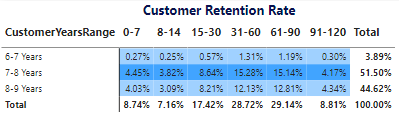 Customer Retention Rate
CustomerYearsRange 0-7 8-14 15-30 31-60 61-90 91-120 Total
6-7 Years 0.27% 0.25% 0.57% 1.31% 1.19% 0.30% 3.89%
7-8 Years 4.45% 3.82% 8.64% 15.28% 15.14% 4.17% 51.50%
8-9 Years 4.03% 3.09% 8.21% 12.13% 12.81% 4.34% 44.62%
Total 8.74% 7.16% 17.42% 28.72% 29.14% 8.81% 100.00%